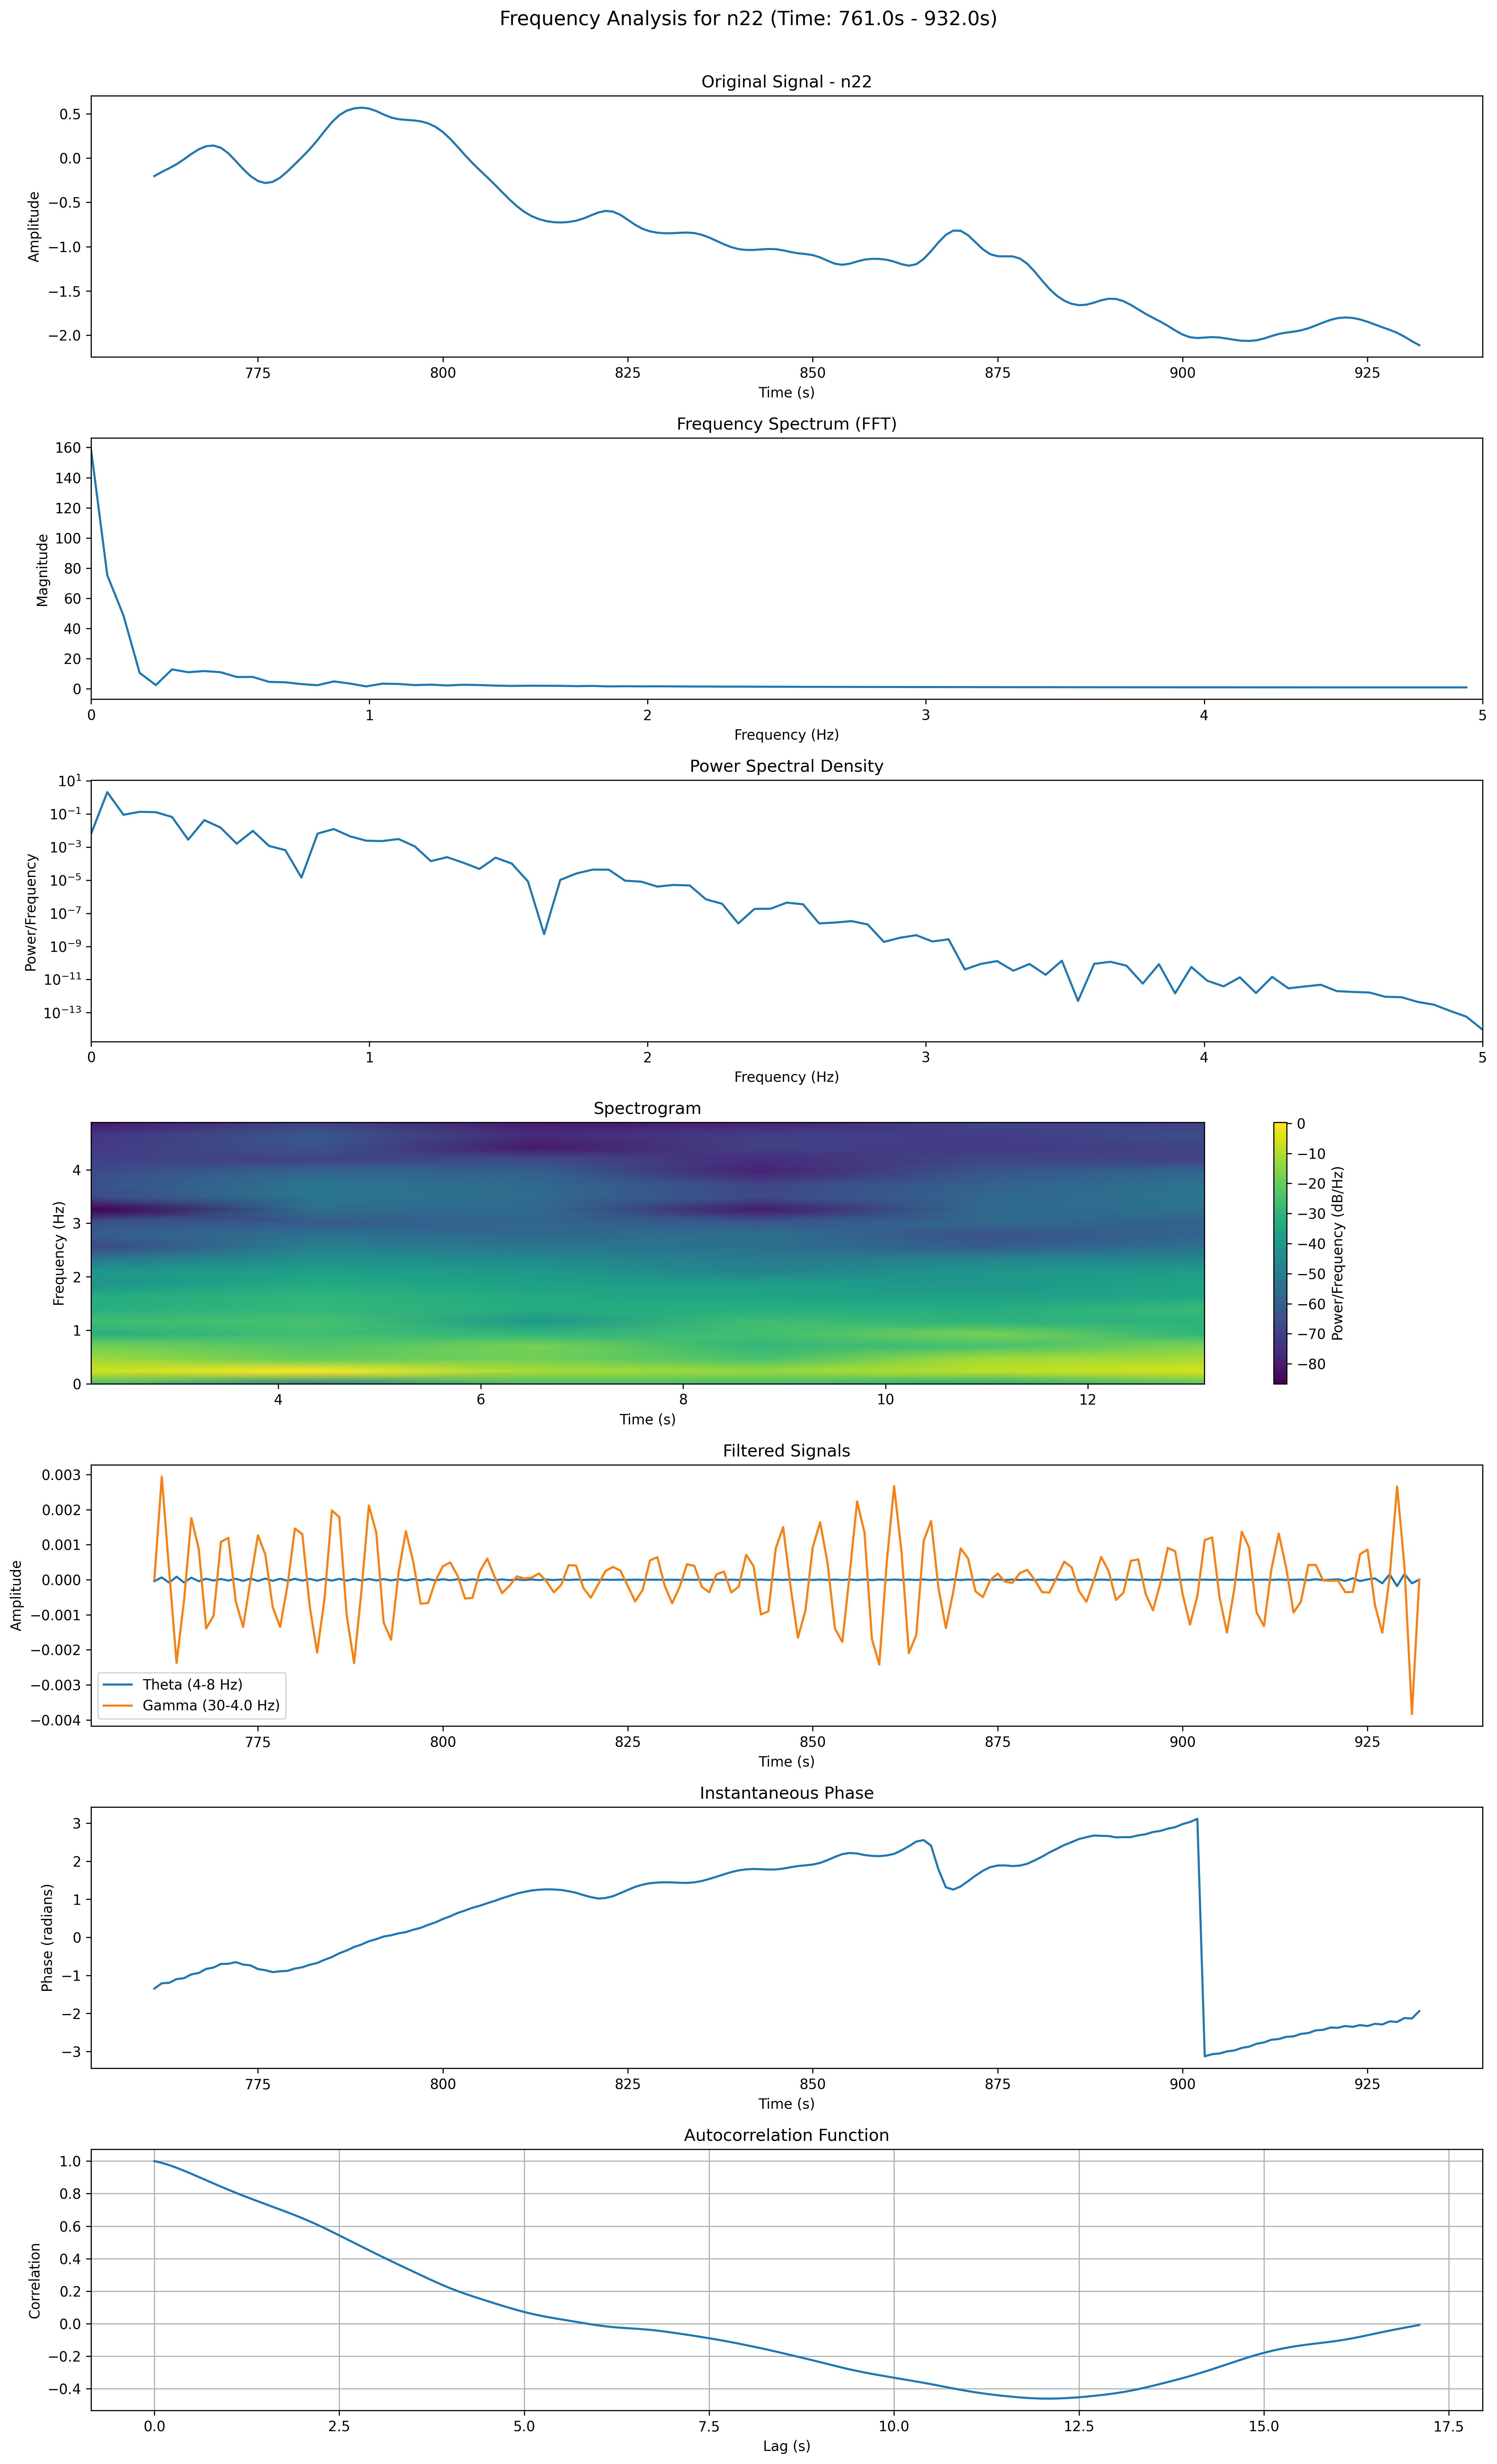 Frequency Analysis for n22 (Time: 761.0s - 932.0s)
Original Signal - n22
Amplitude
0.5
0.0
−0.5
−1.0
−1.5
−2.0
775 800 825 850 875 900 925
Time (s)
Frequency Spectrum (FFT)
Magnitude
160
140
120
100
80
60
40
20
0
0 1 2 3 4 5
Frequency (Hz)
Power Spectral Density
Power/Frequency
10¹
10⁻¹
10⁻³
10⁻⁵
10⁻⁷
10⁻⁹
10⁻¹¹
10⁻¹³
0 1 2 3 4 5
Frequency (Hz)
Spectrogram
Frequency (Hz)
4
3
2
1
0
4 6 8 10 12
Time (s)
0
−10
−20
−30
−40
−50
−60
−70
−80
Power/Frequency (dB/Hz)
Filtered Signals
Amplitude
0.003
0.002
0.001
0.000
−0.001
−0.002
−0.003
−0.004
Theta (4-8 Hz)
Gamma (30-4.0 Hz)
775 800 825 850 875 900 925
Time (s)
Instantaneous Phase
Phase (radians)
3
2
1
0
−1
−2
−3
775 800 825 850 875 900 925
Time (s)
Autocorrelation Function
Correlation
1.0
0.8
0.6
0.4
0.2
0.0
−0.2
−0.4
0.0 2.5 5.0 7.5 10.0 12.5 15.0 17.5
Lag (s)